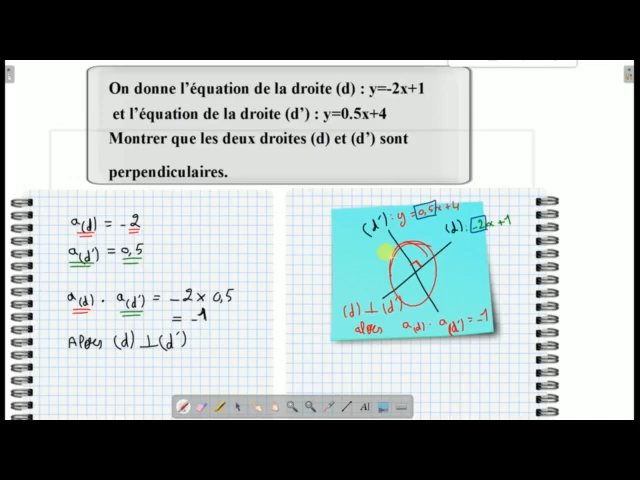 On donne l’équation de la droite (d) : y=-2x+1
et l’équation de la droite (d’) : y=0.5x+4
Montrer que les deux droites (d) et (d’) sont
perpendiculaires.
a(d) = -2
a(d') = 0,5
a(d) . a(d') = -2 x 0,5
= -1
Alors (d) ⊥ (d')
(d') : y = 0,5x+4
(d): -2x+1
(d) ⊥ (d')
alors a(d) . a(d') = -1
AI